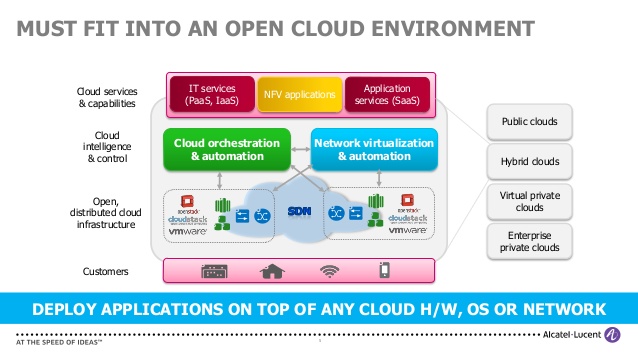 MUST FIT INTO AN OPEN CLOUD ENVIRONMENT
Cloud services
& capabilities
IT services
(PaaS, IaaS)
NFV applications
Application
services (SaaS)
Public clouds
Cloud
intelligence
& control
Cloud orchestration
& automation
Network virtualization
& automation
Hybrid clouds
Open,
distributed cloud
infrastructure
openstack
cloudstack
vmware
SDN
openstack
cloudstack
vmware
Virtual private
clouds
Enterprise
private clouds
Customers
DEPLOY APPLICATIONS ON TOP OF ANY CLOUD H/W, OS OR NETWORK
AT THE SPEED OF IDEAS™
Alcatel·Lucent